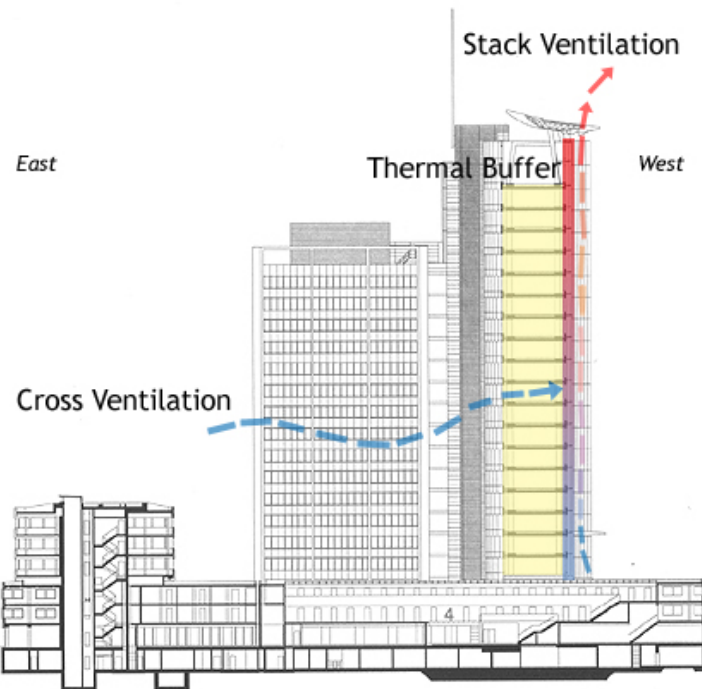 Stack Ventilation
East
Thermal Buffer
West
Cross Ventilation
4